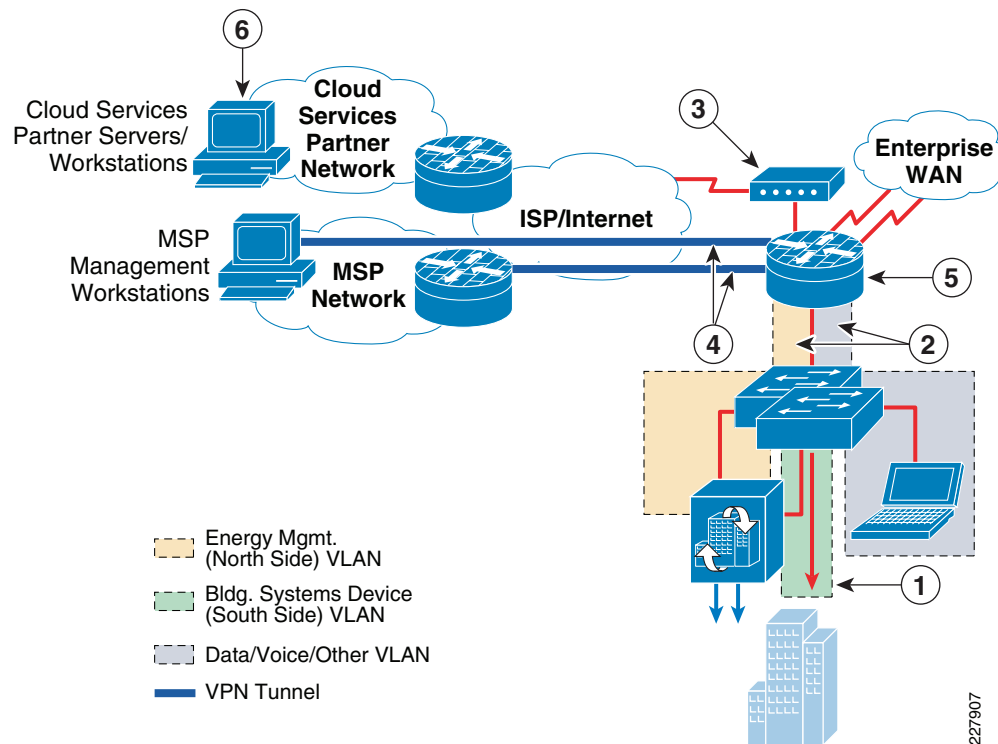 6
Cloud Services
Partner Servers/
Workstations
Cloud
Services
Partner
Network
3
Enterprise
WAN
ISP/Internet
MSP
Management
Workstations
MSP
Network
5
4
2
Energy Mgmt.
(North Side) VLAN
Bldg. Systems Device
(South Side) VLAN
Data/Voice/Other VLAN
VPN Tunnel
1
227907